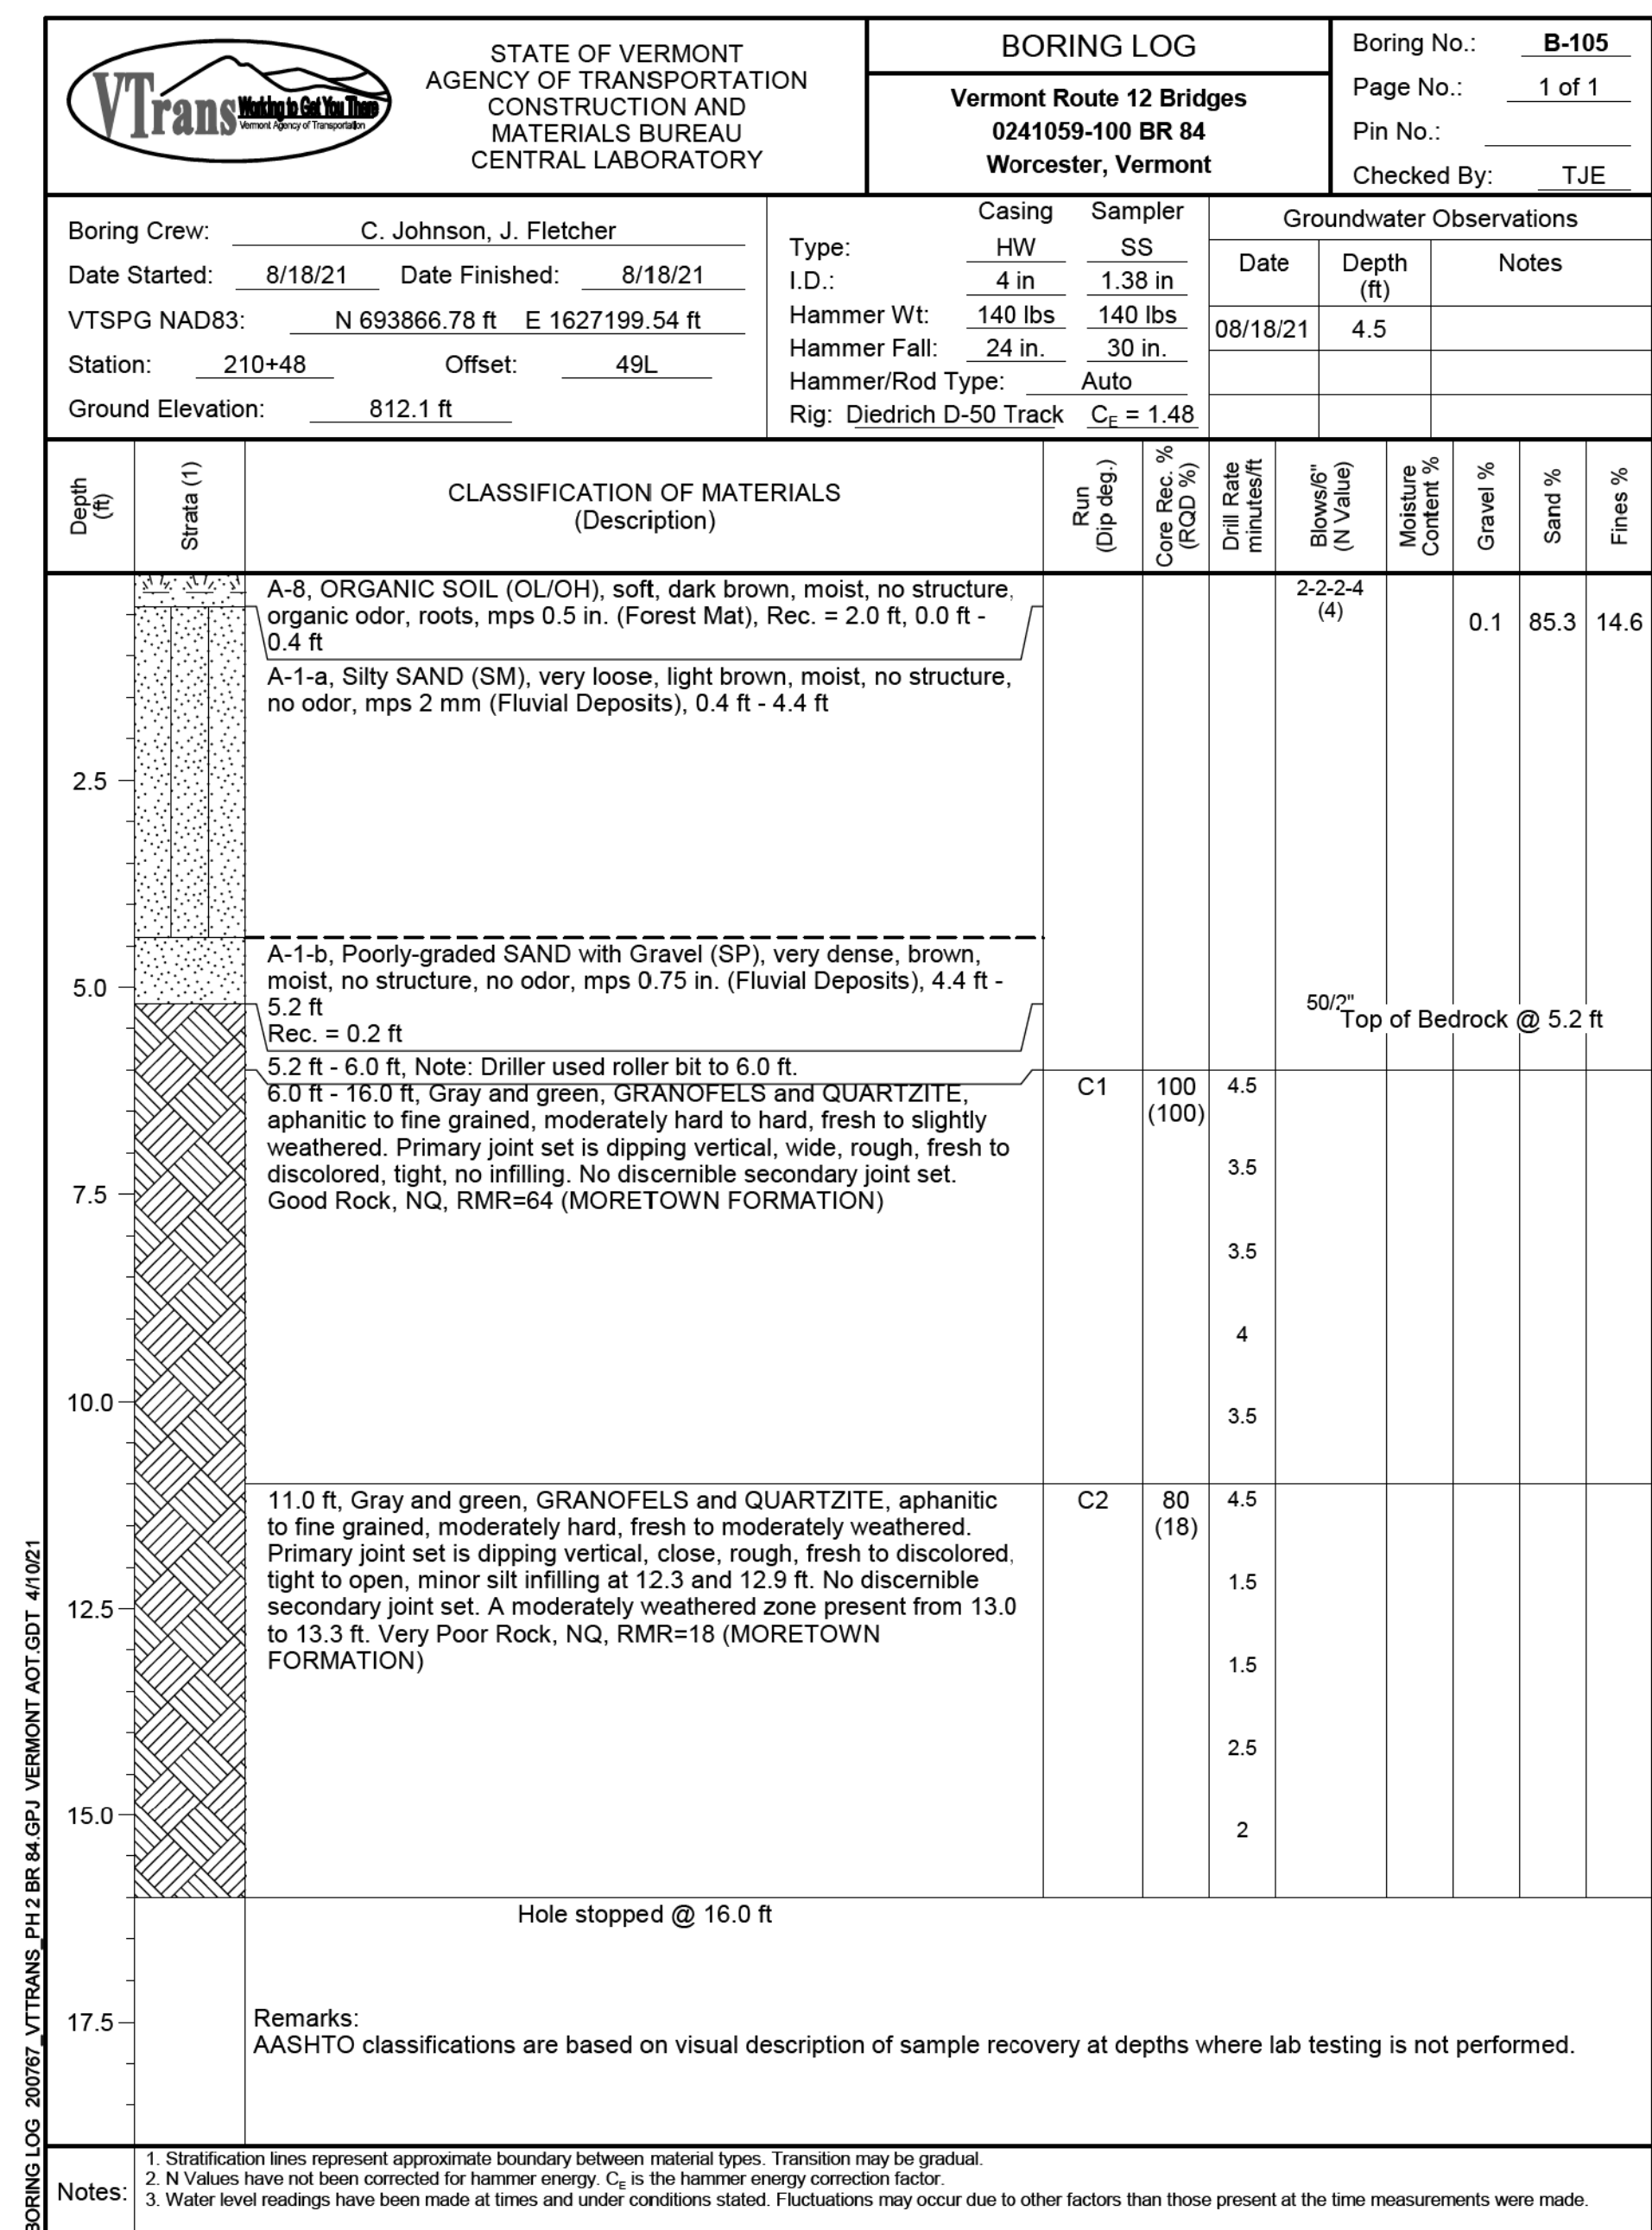 VTrans Working to Get You There
Vermont Agency of Transportation
STATE OF VERMONT
AGENCY OF TRANSPORTATION
CONSTRUCTION AND
MATERIALS BUREAU
CENTRAL LABORATORY
BORING LOG
Vermont Route 12 Bridges
0241059-100 BR 84
Worcester, Vermont
Boring No.: B-105
Page No.: 1 of 1
Pin No.:
Checked By: TJE
Boring Crew: C. Johnson, J. Fletcher
Date Started: 8/18/21 Date Finished: 8/18/21
VTSPG NAD83: N 693866.78 ft E 1627199.54 ft
Station: 210+48 Offset: 49L
Ground Elevation: 812.1 ft
Casing Sampler
Type: HW SS
I.D.: 4 in 1.38 in
Hammer Wt: 140 lbs 140 lbs
Hammer Fall: 24 in. 30 in.
Hammer/Rod Type: Auto
Rig: Diedrich D-50 Track CE = 1.48
Groundwater Observations
Date Depth (ft) Notes
08/18/21 4.5
Depth (ft)
Strata (1)
CLASSIFICATION OF MATERIALS
(Description)
Run (Dip deg.)
Core Rec. % (RQD %)
Drill Rate minutes/ft
Blows/6" (N Value)
Moisture Content %
Gravel %
Sand %
Fines %
A-8, ORGANIC SOIL (OL/OH), soft, dark brown, moist, no structure,
organic odor, roots, mps 0.5 in. (Forest Mat), Rec. = 2.0 ft, 0.0 ft -
0.4 ft
2-2-2-4
(4)
0.1 85.3 14.6
A-1-a, Silty SAND (SM), very loose, light brown, moist, no structure,
no odor, mps 2 mm (Fluvial Deposits), 0.4 ft - 4.4 ft
2.5
A-1-b, Poorly-graded SAND with Gravel (SP), very dense, brown,
moist, no structure, no odor, mps 0.75 in. (Fluvial Deposits), 4.4 ft -
5.2 ft
Rec. = 0.2 ft
5.0
50/2"
Top of Bedrock @ 5.2 ft
5.2 ft - 6.0 ft, Note: Driller used roller bit to 6.0 ft.
6.0 ft - 16.0 ft, Gray and green, GRANOFELS and QUARTZITE,
aphanitic to fine grained, moderately hard to hard, fresh to slightly
weathered. Primary joint set is dipping vertical, wide, rough, fresh to
discolored, tight, no infilling. No discernible secondary joint set.
Good Rock, NQ, RMR=64 (MORETOWN FORMATION)
C1 100 4.5
(100)
3.5
7.5
3.5
4
10.0
3.5
11.0 ft, Gray and green, GRANOFELS and QUARTZITE, aphanitic
to fine grained, moderately hard, fresh to moderately weathered.
Primary joint set is dipping vertical, close, rough, fresh to discolored,
tight to open, minor silt infilling at 12.3 and 12.9 ft. No discernible
secondary joint set. A moderately weathered zone present from 13.0
to 13.3 ft. Very Poor Rock, NQ, RMR=18 (MORETOWN
FORMATION)
C2 80 4.5
(18)
1.5
12.5
1.5
2.5
15.0
2
Hole stopped @ 16.0 ft
17.5
Remarks:
AASHTO classifications are based on visual description of sample recovery at depths where lab testing is not performed.
Notes:
1. Stratification lines represent approximate boundary between material types. Transition may be gradual.
2. N Values have not been corrected for hammer energy. CE is the hammer energy correction factor.
3. Water level readings have been made at times and under conditions stated. Fluctuations may occur due to other factors than those present at the time measurements were made.
BORING LOG 200767_VTTRANS_PH 2 BR 84.GPJ VERMONT AOT.GDT 4/10/21